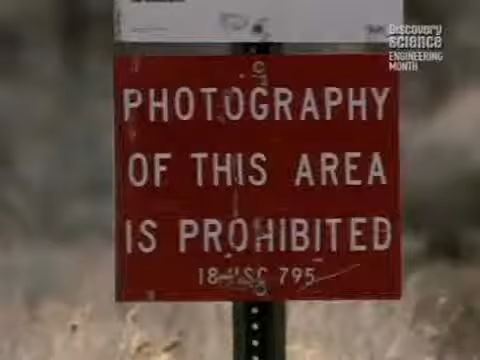 Discovery
science
ENGINEERING
MONTH
PHOTOGRAPHY
OF THIS AREA
IS PROHIBITED
18 USC 795